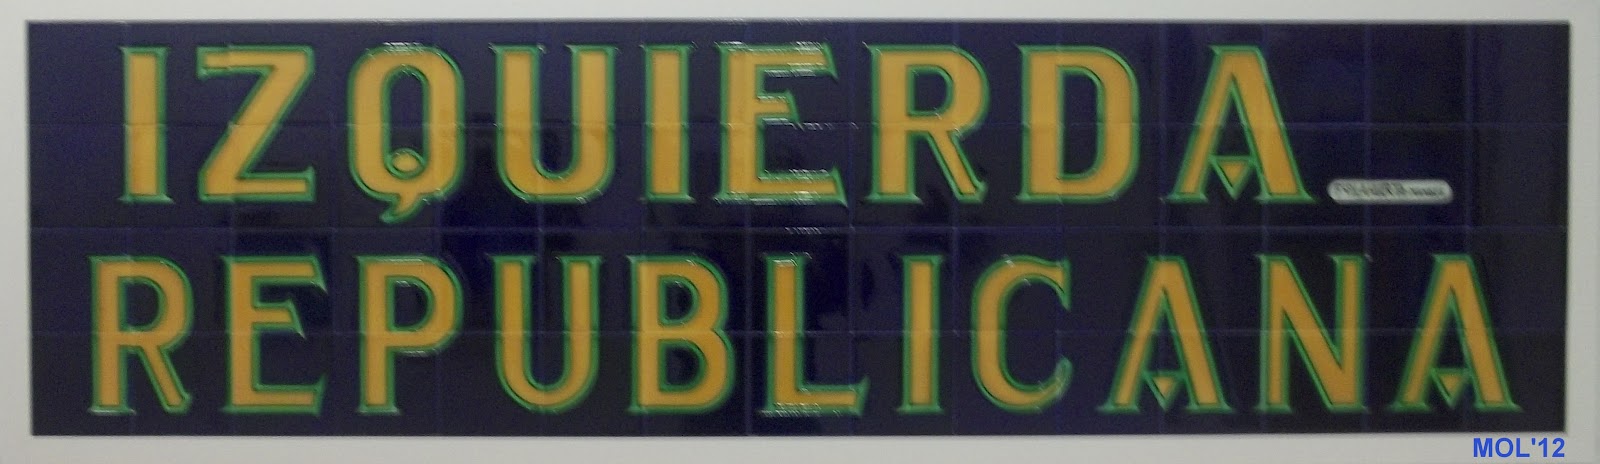 IZQUIERDA
REPUBLICANA
MOL'12